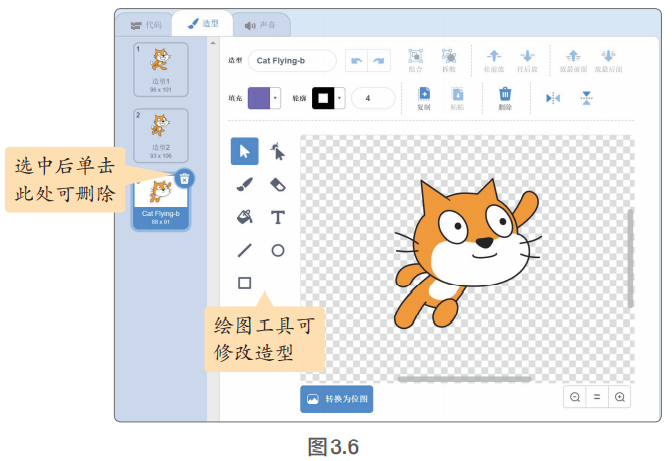 代码 造型 声音
1
造型1
95 x 101
2
造型2
93 x 106
Cat Flying-b
88 x 91
选中后单击
此处可删除
造型 Cat Flying-b 组合 拆散 往前放 往后放 放最前面 放最后面
填充 轮廓 4 复制 粘贴 删除
T
绘图工具可
修改造型
转换为位图
图3.6